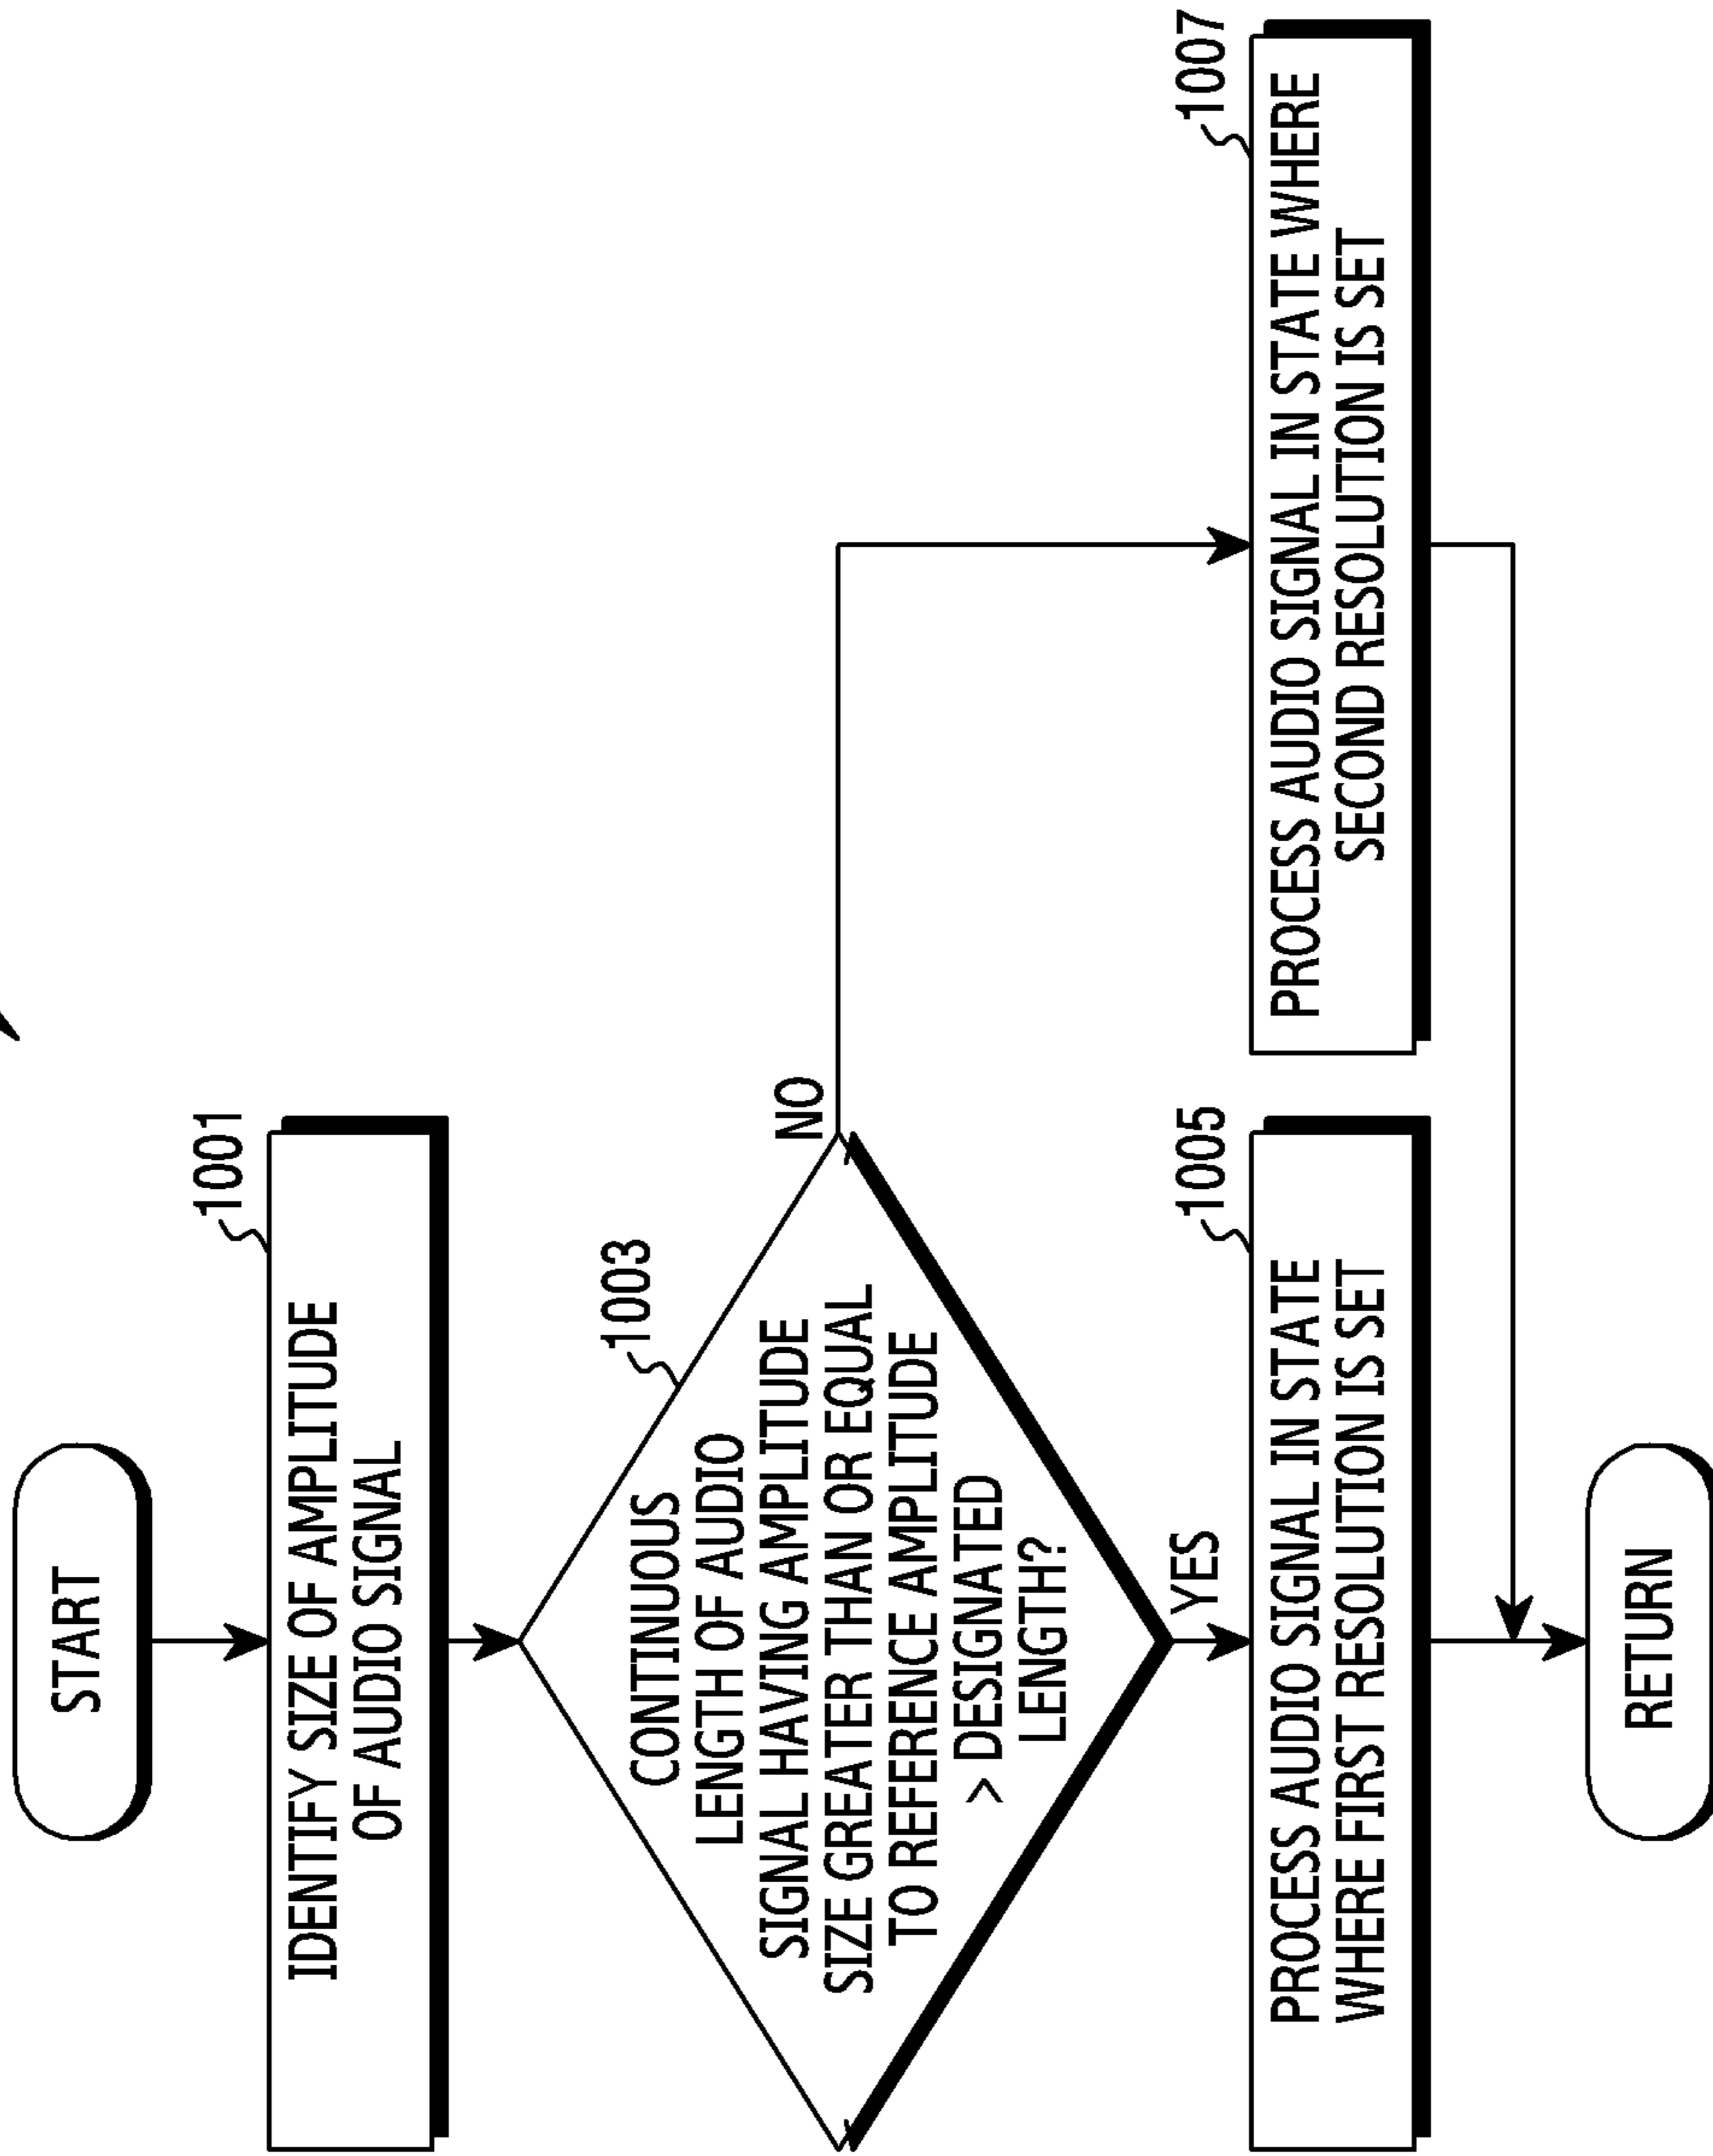 START
1001
IDENTIFY SIZE OF AMPLITUDE
OF AUDIO SIGNAL
1003
CONTINUOUS
LENGTH OF AUDIO
SIGNAL HAVING AMPLITUDE
SIZE GREATER THAN OR EQUAL
TO REFERENCE AMPLITUDE
> DESIGNATED
LENGTH?
NO
YES
1005
PROCESS AUDIO SIGNAL IN STATE
WHERE FIRST RESOLUTION IS SET
1007
PROCESS AUDIO SIGNAL IN STATE WHERE
SECOND RESOLUTION IS SET
RETURN